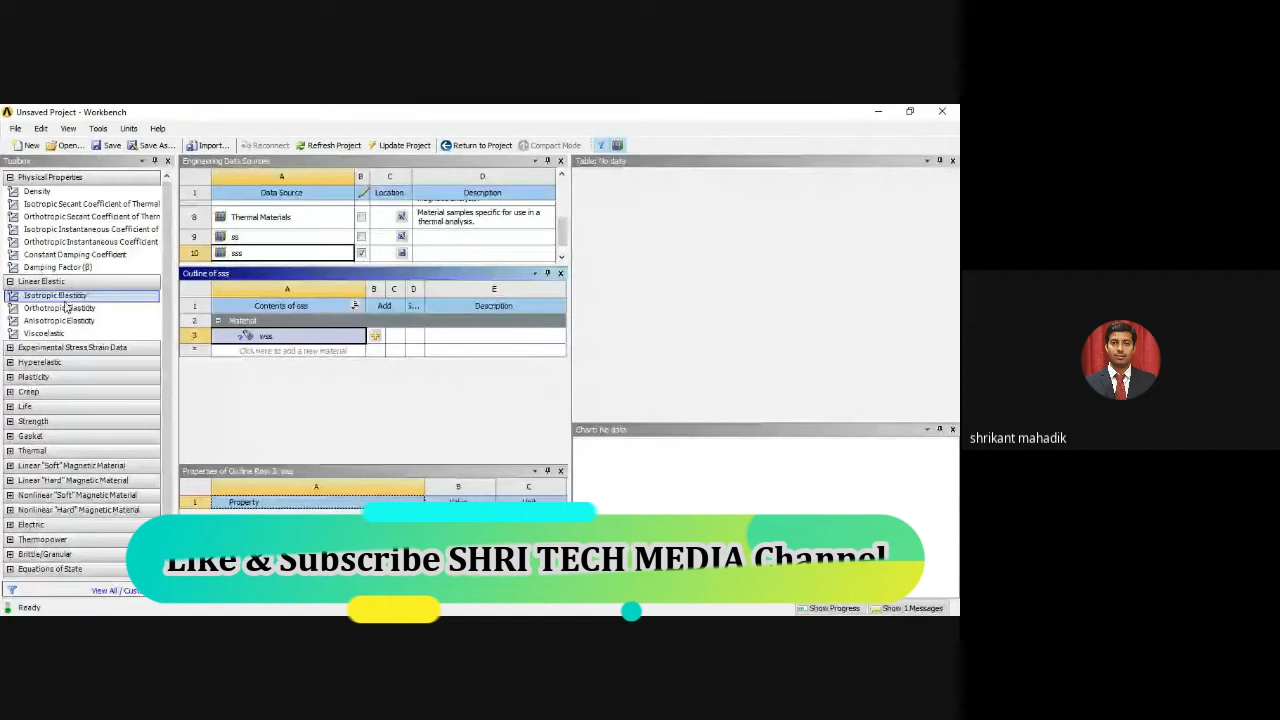 Unsaved Project - Workbench
File Edit View Tools Units Help
New Open... Save Save As... Import... Reconnect Refresh Project Update Project Return to Project Compact Mode
Toolbox
Physical Properties
Density
Isotropic Secant Coefficient of Thermal
Orthotropic Secant Coefficient of Therm
Isotropic Instantaneous Coefficient of
Orthotropic Instantaneous Coefficient
Constant Damping Coefficient
Damping Factor (β)
Linear Elastic
Isotropic Elasticity
Orthotropic Elasticity
Anisotropic Elasticity
Viscoelastic
Experimental Stress Strain Data
Hyperelastic
Plasticity
Creep
Life
Strength
Gasket
Thermal
Linear "Soft" Magnetic Material
Linear "Hard" Magnetic Material
Nonlinear "Soft" Magnetic Material
Nonlinear "Hard" Magnetic Material
Electric
Thermopower
Brittle/Granular
Equations of State
View All / Custo
Ready
Engineering Data Sources
A B C D
1 Data Source Location Description
8 Thermal Materials Material samples specific for use in a
thermal analysis.
9 ss
10 sss
Outline of sss
A B C D E
1 Contents of sss Add S... Description
2 Material
3 wss
* Click here to add a new material
Properties of Outline Row 3: wss
A B C
1 Property Value Unit
Table: No data
Chart: No data
Like & Subscribe SHRI TECH MEDIA Channel
Show Progress Show 1 Messages
shrikant mahadik